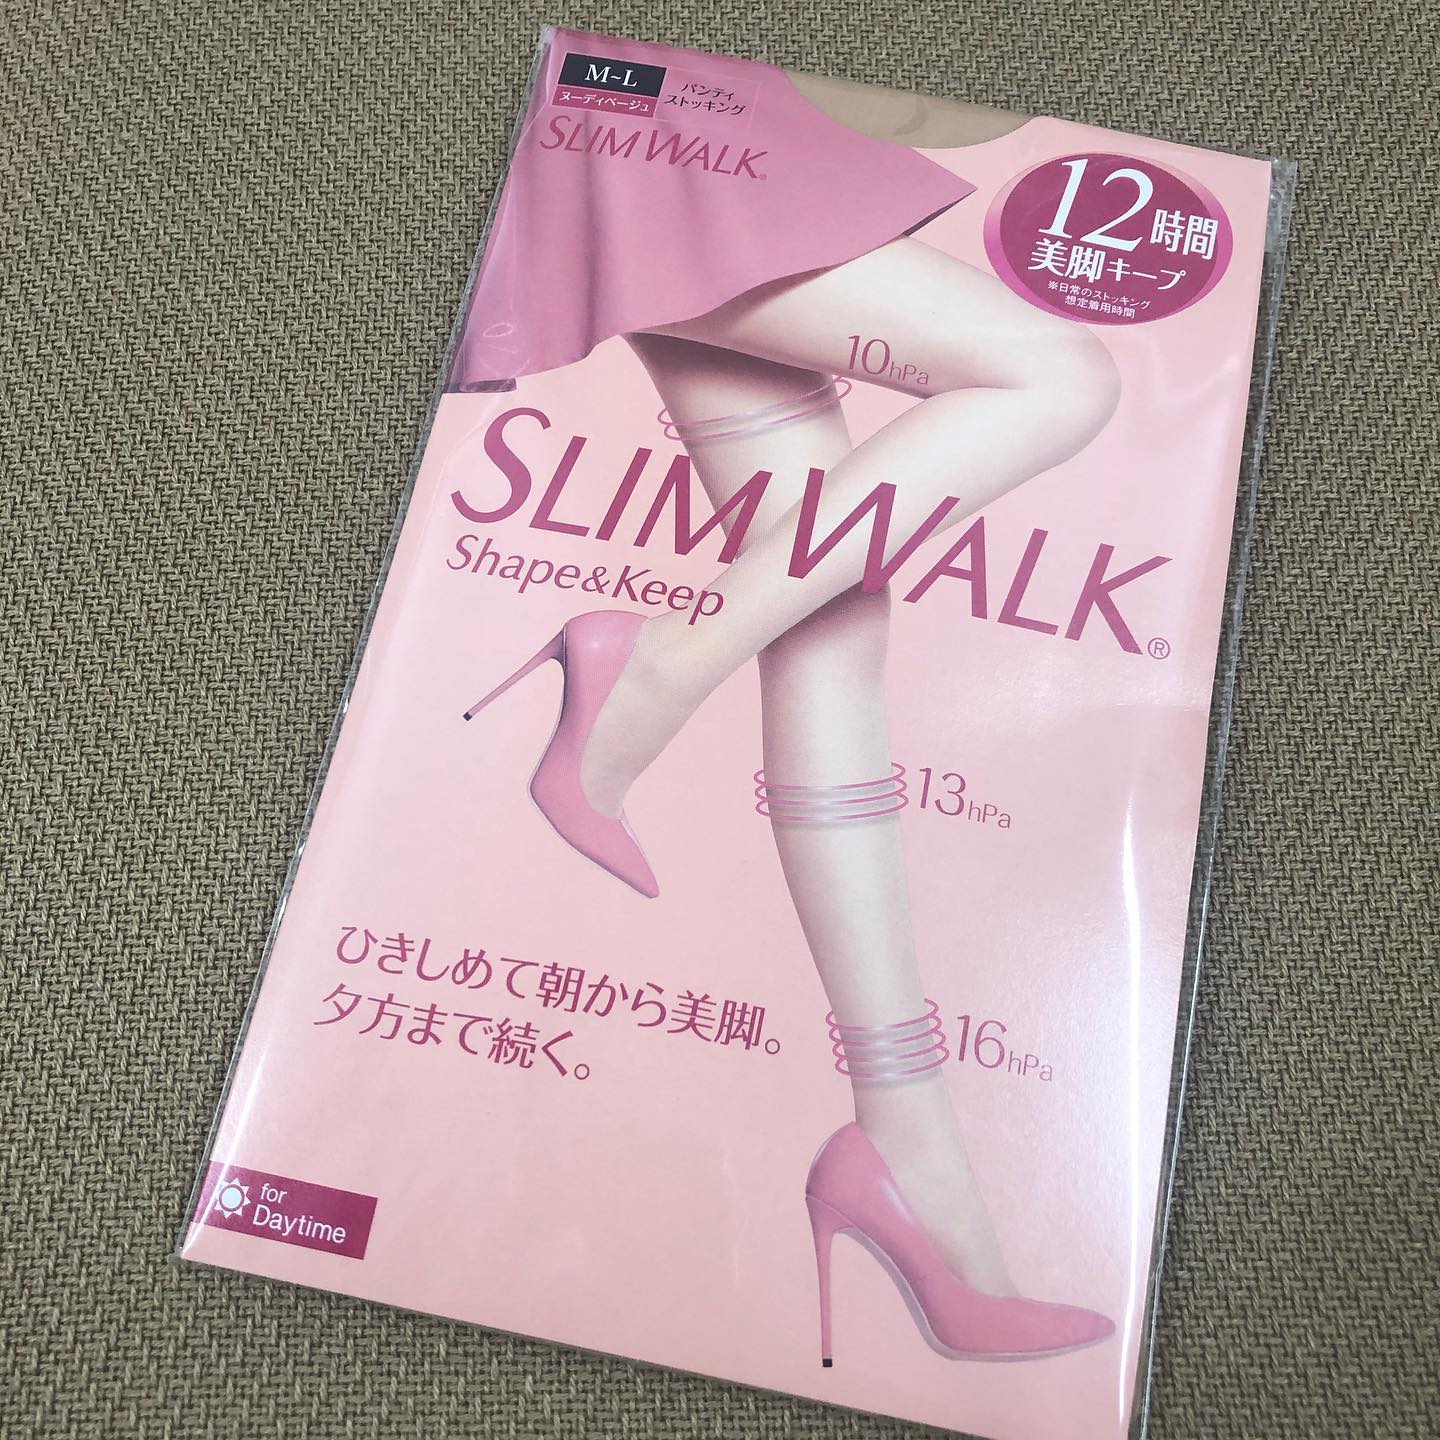 M~L
ヌーディベージュ
パンティ
ストッキング
SLIM WALK®
12時間
美脚キープ
※日常のストッキング
想定着用時間
10hPa
SLIM WALK®
Shape&Keep
13hPa
ひきしめて朝から美脚。
夕方まで続く。
16hPa
for
Daytime